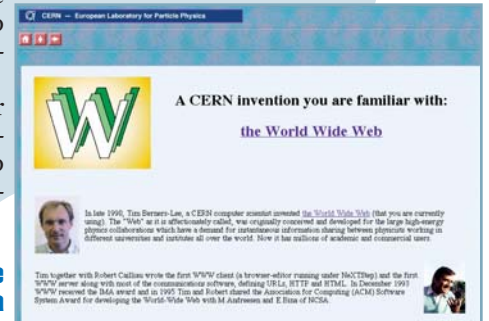 CERN – European Laboratory for Particle Physics
A CERN invention you are familiar with:
the World Wide Web
In late 1990, Tim Berners-Lee, a CERN computer scientist invented the World Wide Web (that you are currently
using). The "Web" as it is affectionately called, was originally conceived and developed for the large high-energy
physics collaborations which have a demand for instantaneous information sharing between physicists working in
different universities and institutes all over the world. Now it has millions of academic and commercial users.
Tim together with Robert Cailliau wrote the first WWW client (a browser-editor running under NeXTStep) and the first
WWW server along with most of the communications software, defining URLs, HTTP and HTML. In December 1993
WWW received the IMA award and in 1995 Tim and Robert shared the Association for Computing (ACM) Software
System Award for developing the World-Wide Web with M Andreesen and E Bina of NCSA.